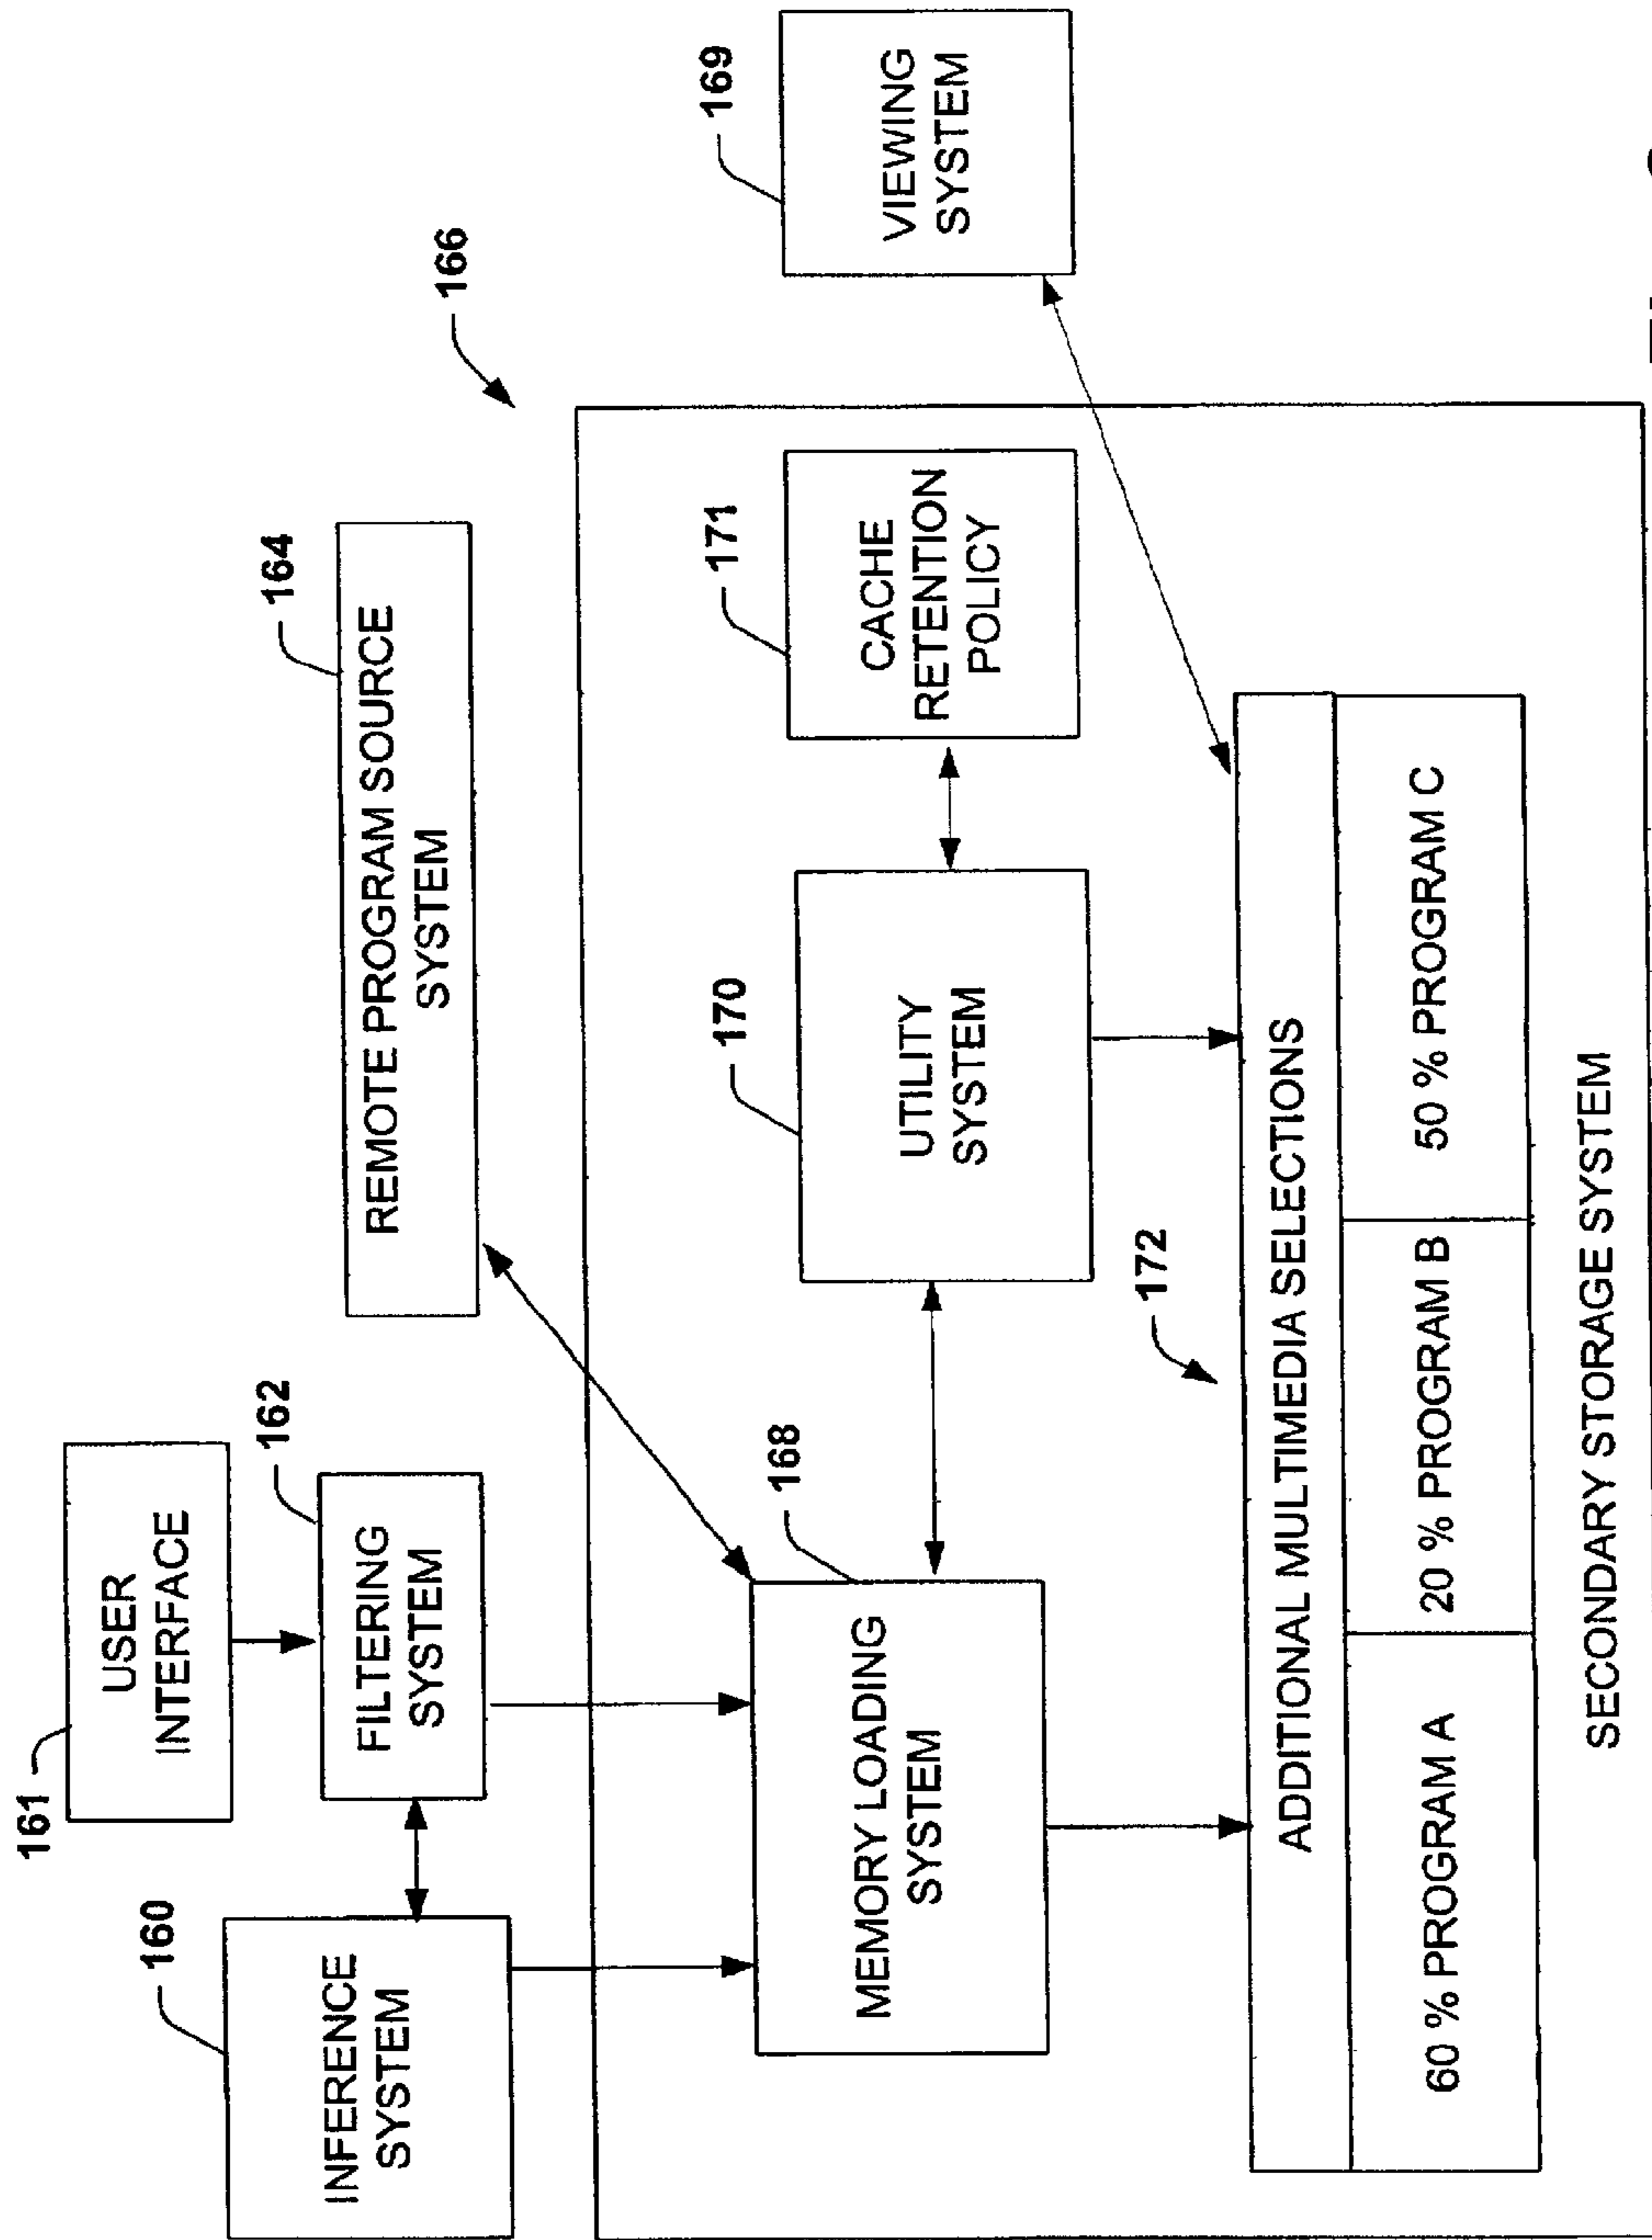 161
USER
INTERFACE
160
INFERENCE
SYSTEM
162
FILTERING
SYSTEM
164
REMOTE PROGRAM SOURCE
SYSTEM
166
168
MEMORY LOADING
SYSTEM
170
UTILITY
SYSTEM
171
CACHE
RETENTION
POLICY
169
VIEWING
SYSTEM
172
ADDITIONAL MULTIMEDIA SELECTIONS
60 % PROGRAM A
20 % PROGRAM B
50 % PROGRAM C
SECONDARY STORAGE SYSTEM